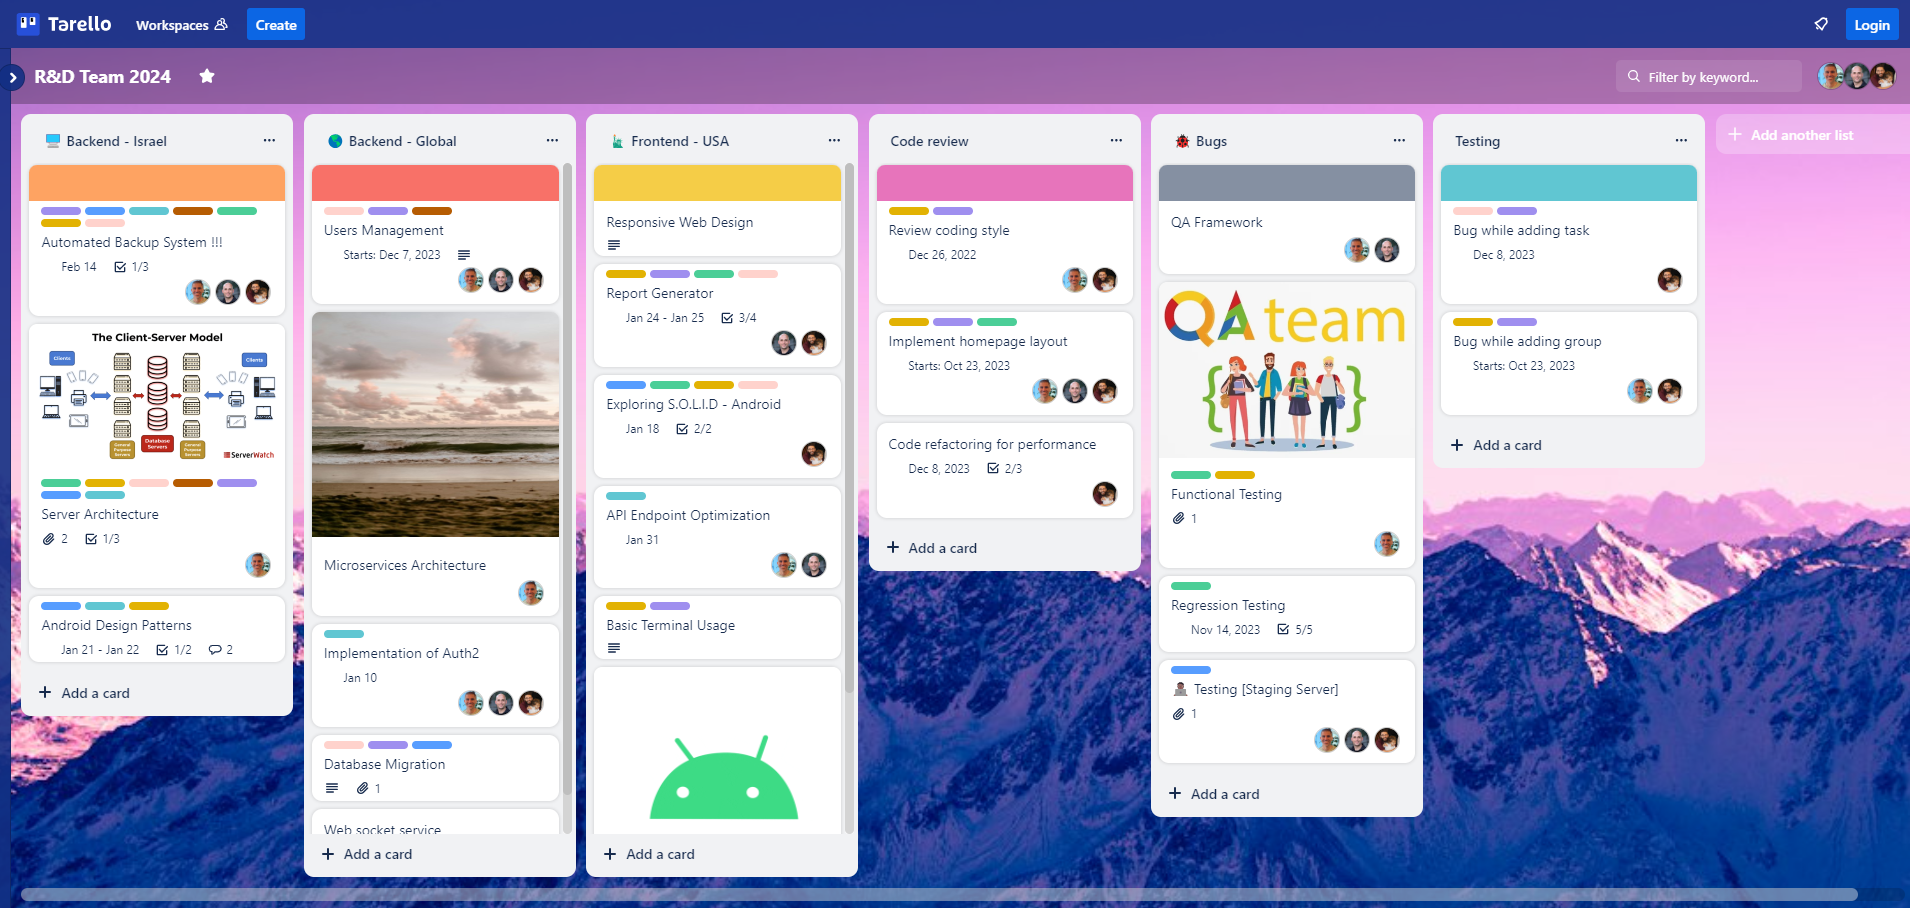 Tarello
Workspaces
Create
Login
R&D Team 2024
Filter by keyword...
Backend - Israel
Automated Backup System !!!
Feb 14
1/3
The Client-Server Model
Clients
Clients
General Purpose Servers
Database Servers
General Purpose Servers
ServerWatch
Server Architecture
2
1/3
Android Design Patterns
Jan 21 - Jan 22
1/2
2
Add a card
Backend - Global
Users Management
Starts: Dec 7, 2023
Microservices Architecture
Implementation of Auth2
Jan 10
Database Migration
1
Web socket service
Add a card
Frontend - USA
Responsive Web Design
Report Generator
Jan 24 - Jan 25
3/4
Exploring S.O.L.I.D - Android
Jan 18
2/2
API Endpoint Optimization
Jan 31
Basic Terminal Usage
Add a card
Code review
Review coding style
Dec 26, 2022
Implement homepage layout
Starts: Oct 23, 2023
Code refactoring for performance
Dec 8, 2023
2/3
Add a card
Bugs
QA Framework
QA team
Functional Testing
1
Regression Testing
Nov 14, 2023
5/5
Testing [Staging Server]
1
Add a card
Testing
Bug while adding task
Dec 8, 2023
Bug while adding group
Starts: Oct 23, 2023
Add a card
Add another list